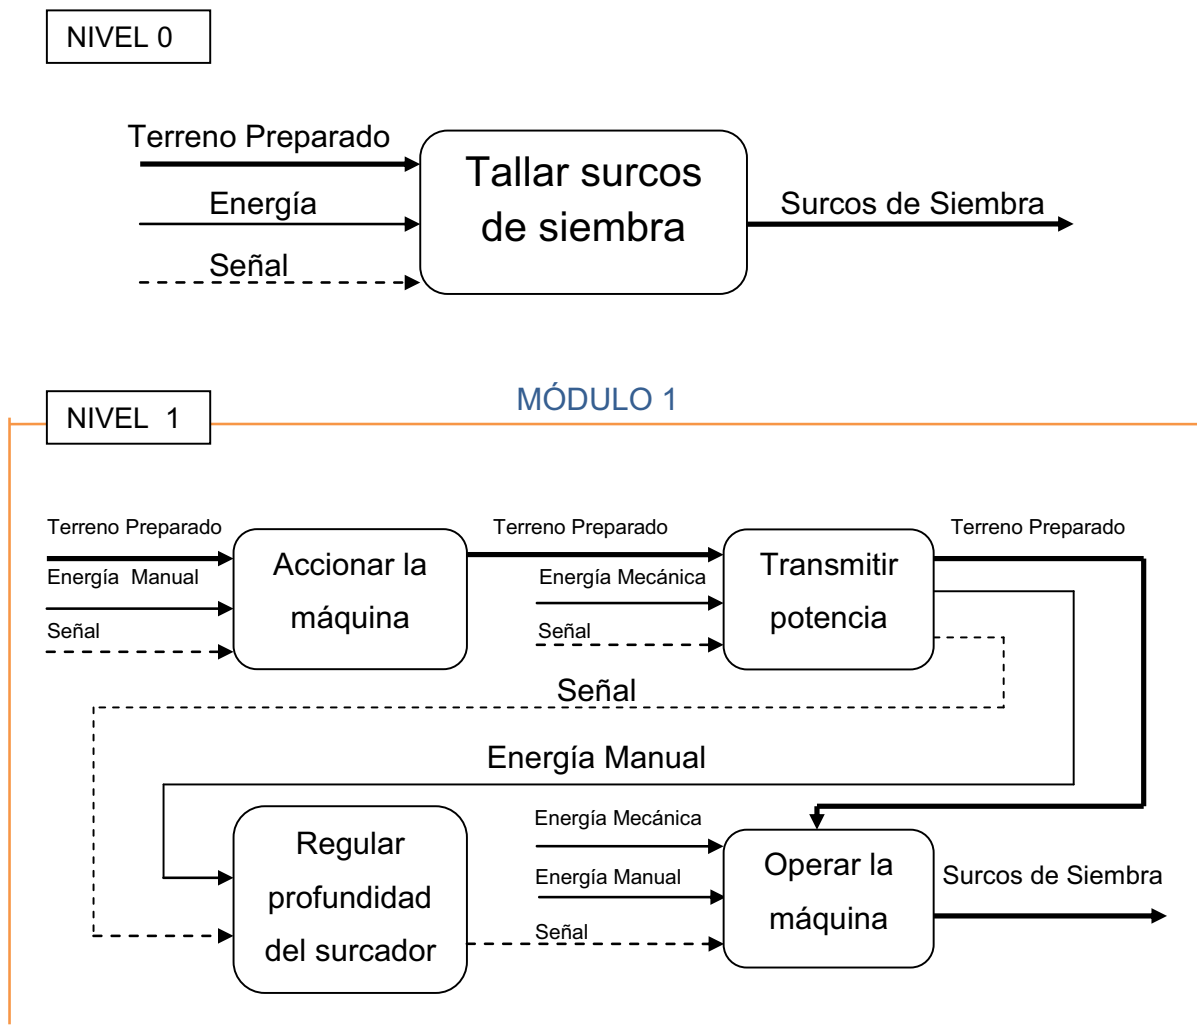 NIVEL 0
Terreno Preparado
Energía
Señal
Tallar surcos
de siembra
Surcos de Siembra
MÓDULO 1
NIVEL 1
Terreno Preparado
Energía Manual
Señal
Accionar la
máquina
Terreno Preparado
Energía Mecánica
Señal
Transmitir
potencia
Terreno Preparado
Señal
Energía Manual
Regular
profundidad
del surcador
Energía Mecánica
Energía Manual
Señal
Operar la
máquina
Surcos de Siembra